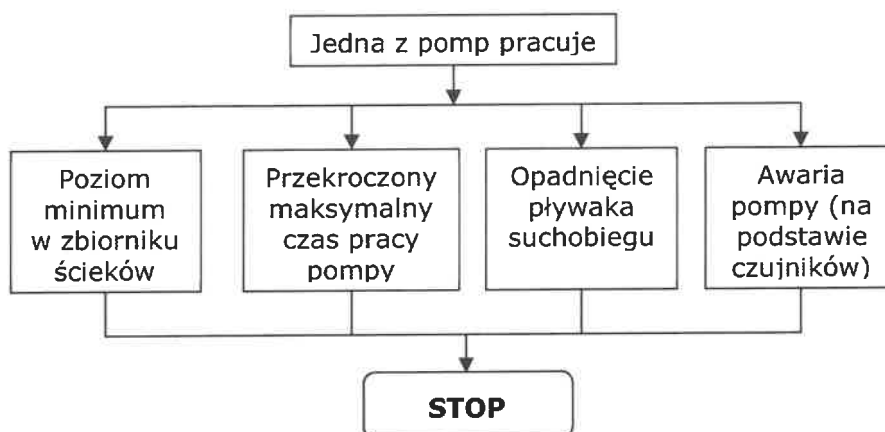 Jedna z pomp pracuje
Poziom
minimum
w zbiorniku
ścieków
Przekroczony
maksymalny
czas pracy
pompy
Opadnięcie
pływaka
suchobiegu
Awaria
pompy (na
podstawie
czujników)
STOP